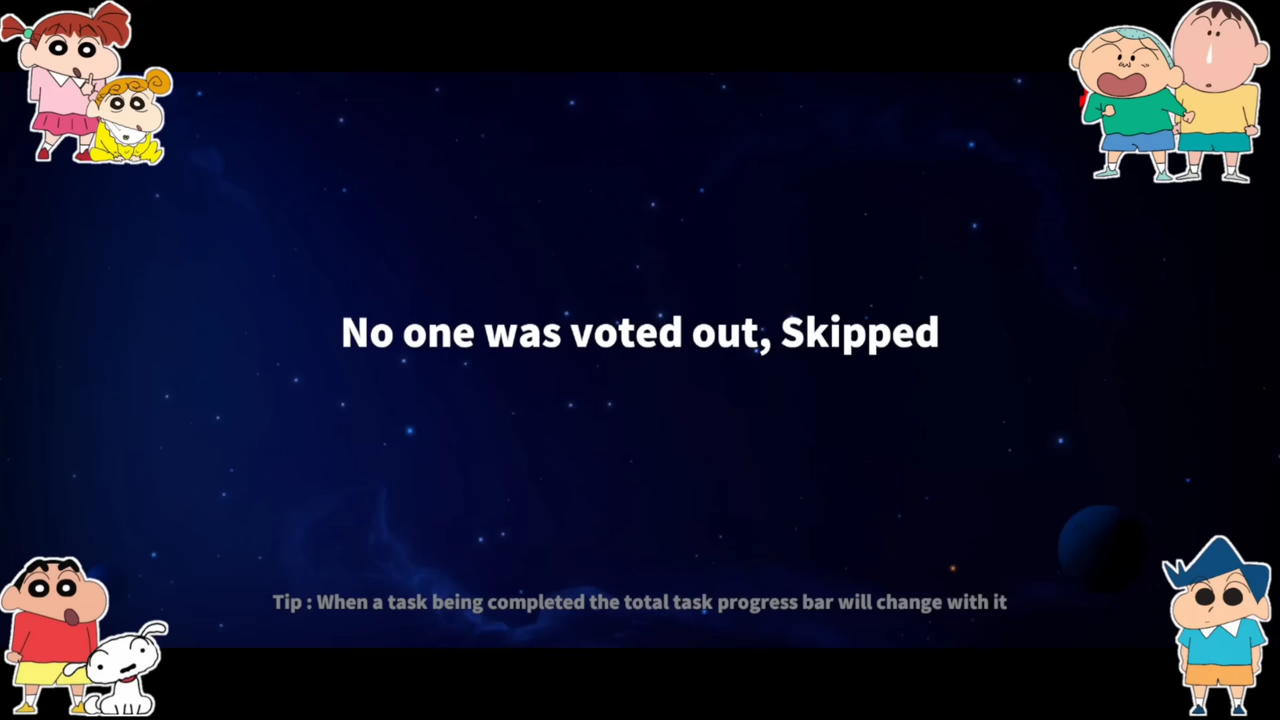 No one was voted out, Skipped
Tip : When a task being completed the total task progress bar will change with it